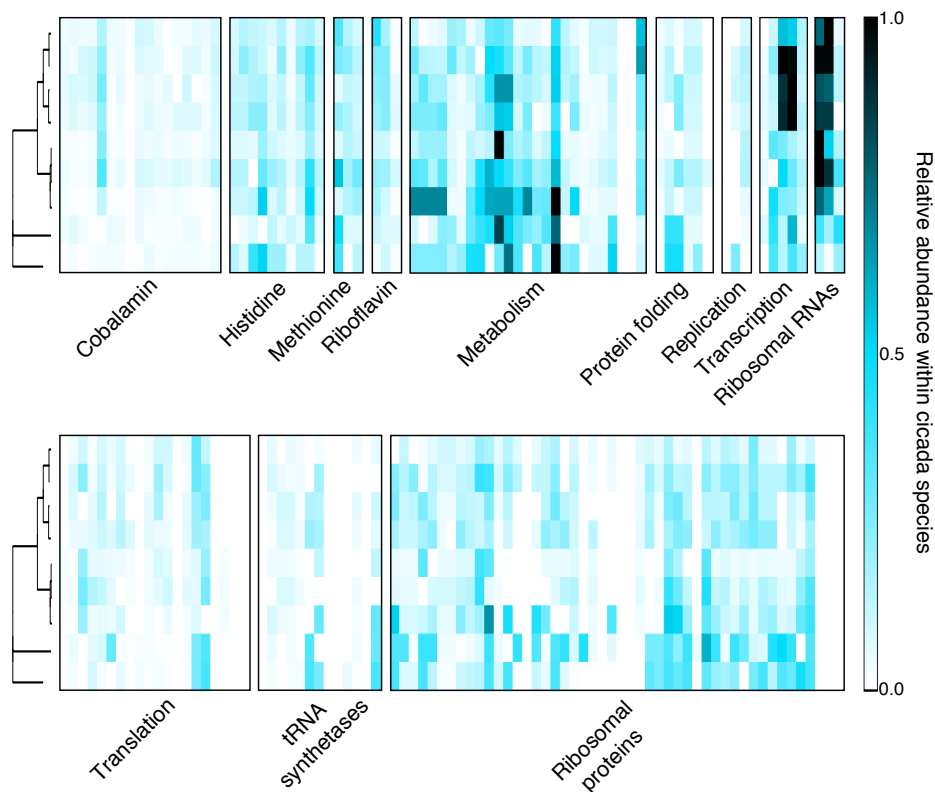 1.0
Cobalamin
Histidine
Methionine
Riboflavin
Metabolism
Protein folding
Replication
Transcription
Ribosomal RNAs
0.5
Relative abundance within cicada species
0.0
Translation
tRNA
synthetases
Ribosomal
proteins